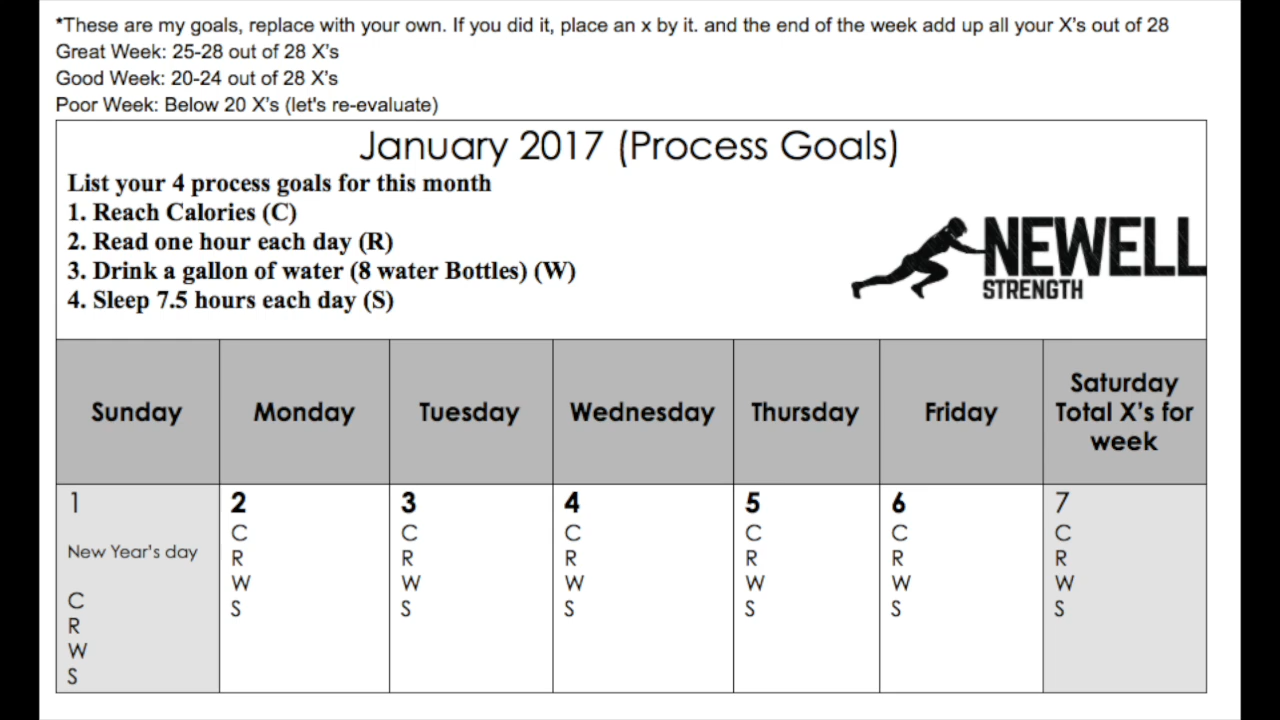 *These are my goals, replace with your own. If you did it, place an x by it. and the end of the week add up all your X's out of 28
Great Week: 25-28 out of 28 X's
Good Week: 20-24 out of 28 X's
Poor Week: Below 20 X's (let's re-evaluate)
January 2017 (Process Goals)
List your 4 process goals for this month
1. Reach Calories (C)
2. Read one hour each day (R)
3. Drink a gallon of water (8 water Bottles) (W)
4. Sleep 7.5 hours each day (S)
NEWELL
STRENGTH
Sunday
Monday
Tuesday
Wednesday
Thursday
Friday
Saturday
Total X's for
week
1
New Year's day
C
R
W
S
2
C
R
W
S
3
C
R
W
S
4
C
R
W
S
5
C
R
W
S
6
C
R
W
S
7
C
R
W
S